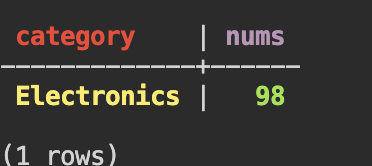 category | nums
-------------+------
Electronics | 98
(1 rows)